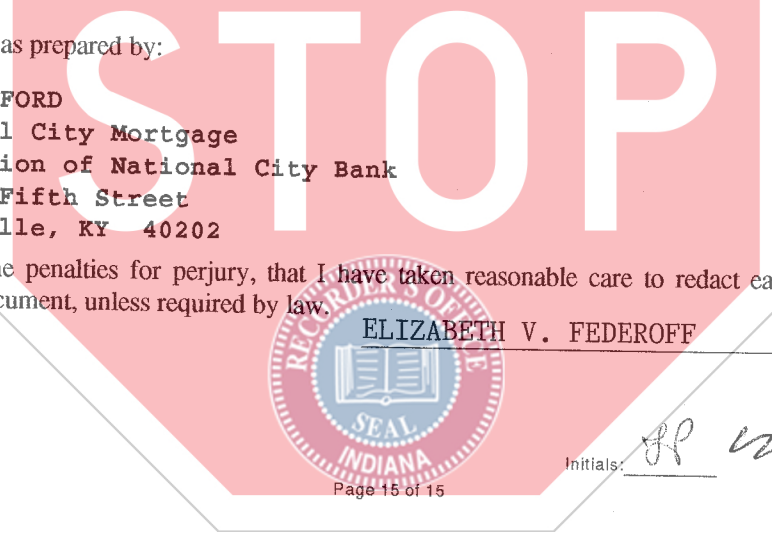 STOP
as prepared by:
FORD
l City Mortgage
ion of National City Bank
Fifth Street
lle, KY 40202
e penalties for perjury, that I have taken reasonable care to redact ea
cument, unless required by law.
ELIZABETH V. FEDEROFF
RECORDER'S OFFICE
SEAL
INDIANA
Initials:
Page 15 of 15